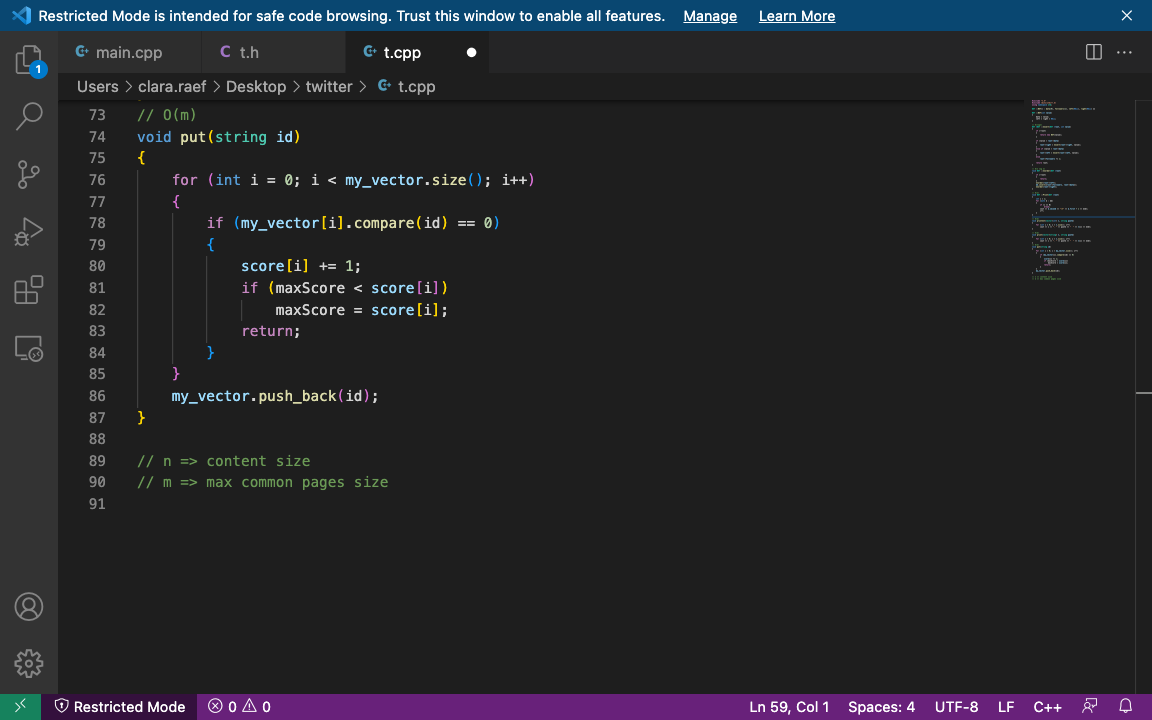 Restricted Mode is intended for safe code browsing. Trust this window to enable all features. Manage Learn More
1
main.cpp
C t.h
t.cpp
Users > clara.raef > Desktop > twitter > t.cpp
73 // O(m)
74 void put(string id)
75 {
76 for (int i = 0; i < my_vector.size(); i++)
77 {
78 if (my_vector[i].compare(id) == 0)
79 {
80 score[i] += 1;
81 if (maxScore < score[i])
82 maxScore = score[i];
83 return;
84 }
85 }
86 my_vector.push_back(id);
87 }
88
89 // n => content size
90 // m => max common pages size
91
Restricted Mode 0 0 Ln 59, Col 1 Spaces: 4 UTF-8 LF C++